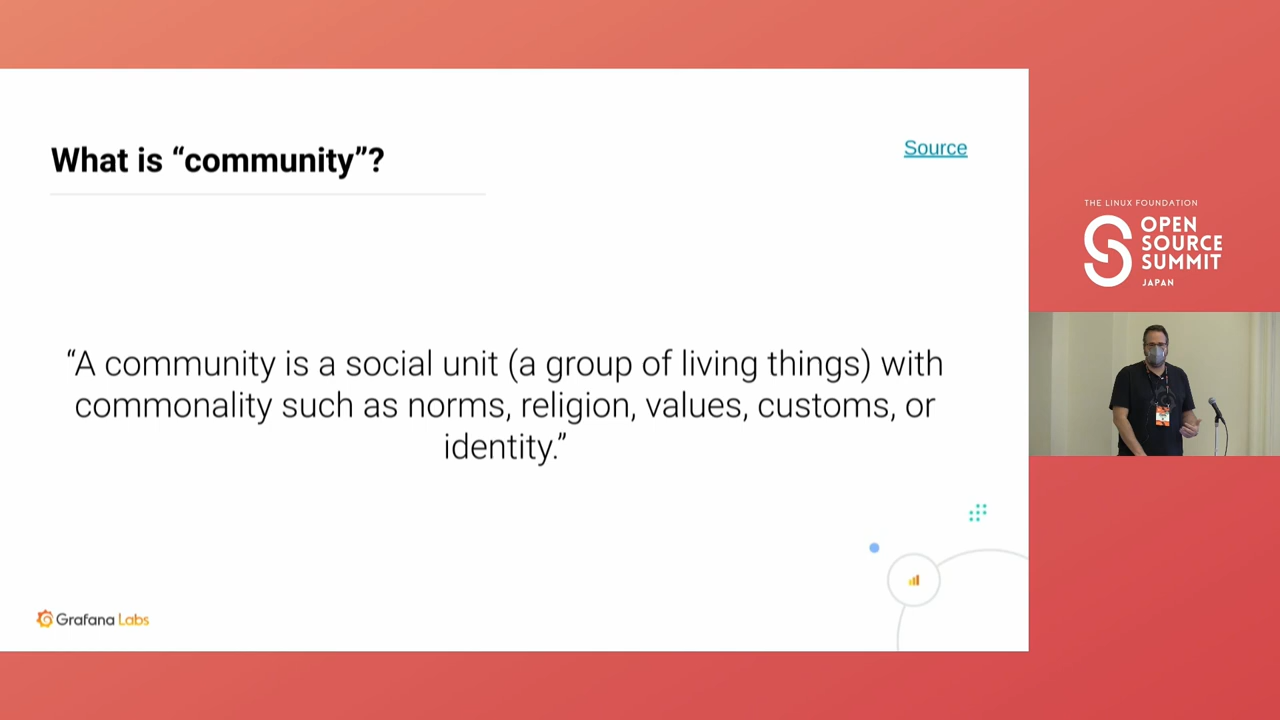 What is “community”?
Source
“A community is a social unit (a group of living things) with
commonality such as norms, religion, values, customs, or
identity.”
Grafana Labs
THE LINUX FOUNDATION
OPEN
SOURCE
SUMMIT
JAPAN